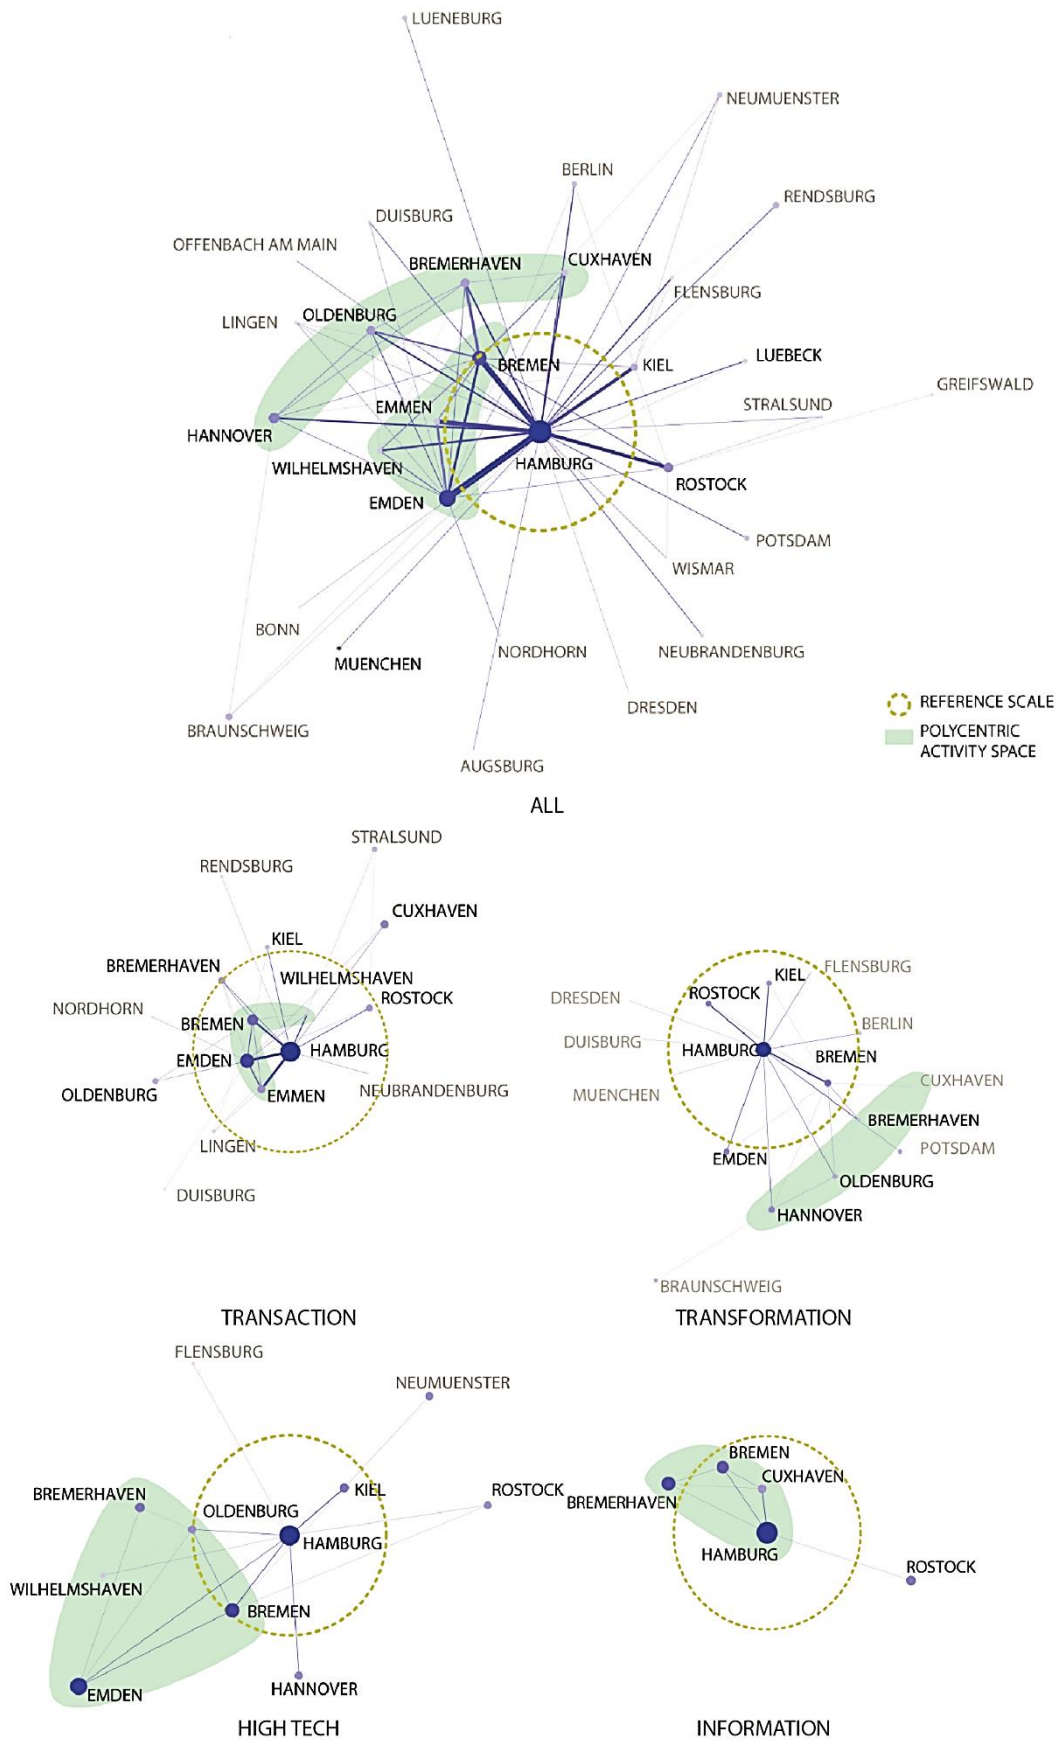 LUENEBURG
NEUMUENSTER
BERLIN
RENDSBURG
DUISBURG
OFFENBACH AM MAIN
BREMERHAVEN
CUXHAVEN
FLENSBURG
OLDENBURG
LINGEN
LUEBECK
BREMEN
KIEL
GREIFSWALD
EMMEN
STRALSUND
HANNOVER
WILHELMSHAVEN
HAMBURG
ROSTOCK
EMDEN
POTSDAM
WISMAR
BONN
NORDHORN
NEUBRANDENBURG
MUENCHEN
DRESDEN
REFERENCE SCALE
BRAUNSCHWEIG
POLYCENTRIC
ACTIVITY SPACE
AUGSBURG
ALL
STRALSUND
RENDSBURG
CUXHAVEN
KIEL
BREMERHAVEN
WILHELMSHAVEN
ROSTOCK
NORDHORN
BREMEN
HAMBURG
EMDEN
OLDENBURG
EMMEN
NEUBRANDENBURG
LINGEN
DUISBURG
TRANSACTION
FLENSBURG
KIEL
ROSTOCK
DRESDEN
BERLIN
DUISBURG
HAMBURG
BREMEN
CUXHAVEN
MUENCHEN
BREMERHAVEN
POTSDAM
EMDEN
OLDENBURG
HANNOVER
BRAUNSCHWEIG
TRANSFORMATION
FLENSBURG
NEUMUENSTER
KIEL
ROSTOCK
BREMERHAVEN
OLDENBURG
HAMBURG
WILHELMSHAVEN
BREMEN
HANNOVER
EMDEN
HIGH TECH
BREMEN
CUXHAVEN
BREMERHAVEN
HAMBURG
ROSTOCK
INFORMATION